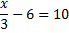 x/3 − 6 = 10